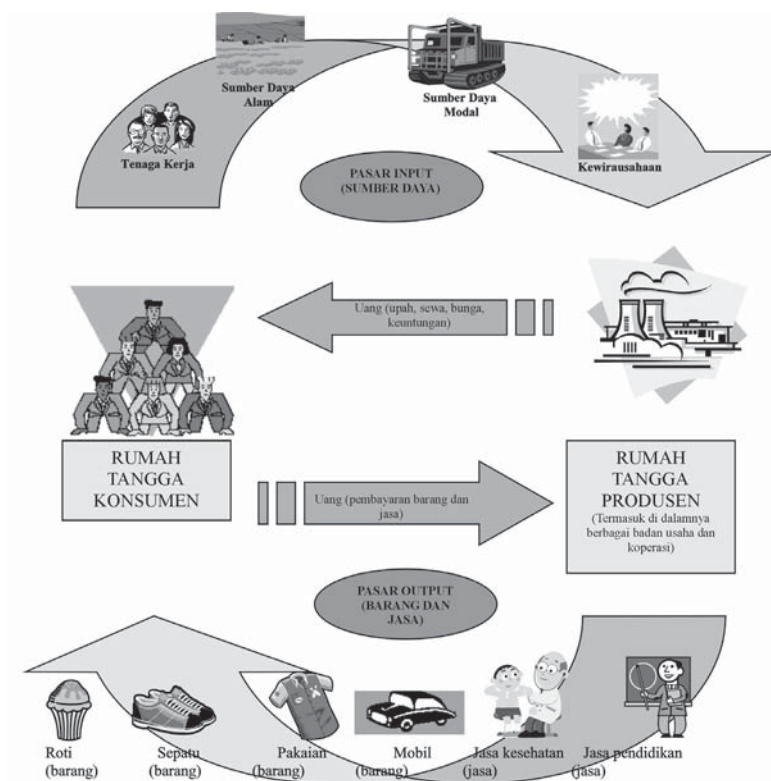 Sumber Daya
Alam
Sumber Daya
Modal
Tenaga Kerja
Kewirausahaan
PASAR INPUT
(SUMBER DAYA)
Uang (upah, sewa, bunga,
keuntungan)
RUMAH
TANGGA
KONSUMEN
Uang (pembayaran barang dan
jasa)
RUMAH
TANGGA
PRODUSEN
(Termasuk di dalamnya
berbagai badan usaha dan
koperasi)
PASAR OUTPUT
(BARANG DAN
JASA)
Roti
(barang)
Sepatu
(barang)
Pakaian
(barang)
Mobil
(barang)
Jasa kesehatan
(jasa)
Jasa pendidikan
(jasa)